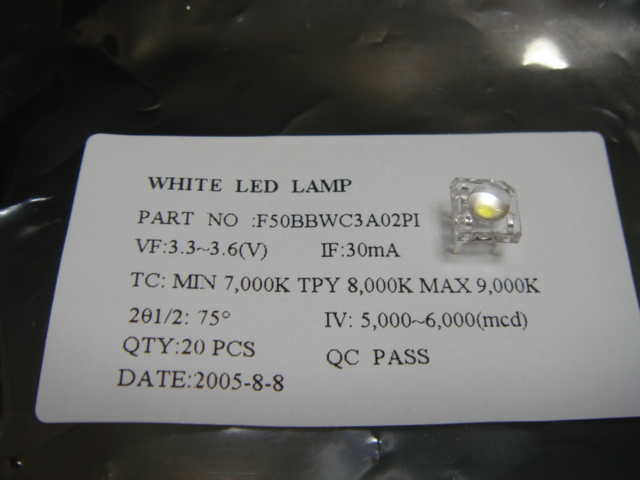 WHITE LED LAMP
PART NO :F50BBWC3A02PI
VF:3.3~3.6(V) IF:30mA
TC: MIN 7,000K TPY 8,000K MAX 9,000K
2θ1/2: 75° IV: 5,000~6,000(mcd)
QTY:20 PCS QC PASS
DATE:2005-8-8